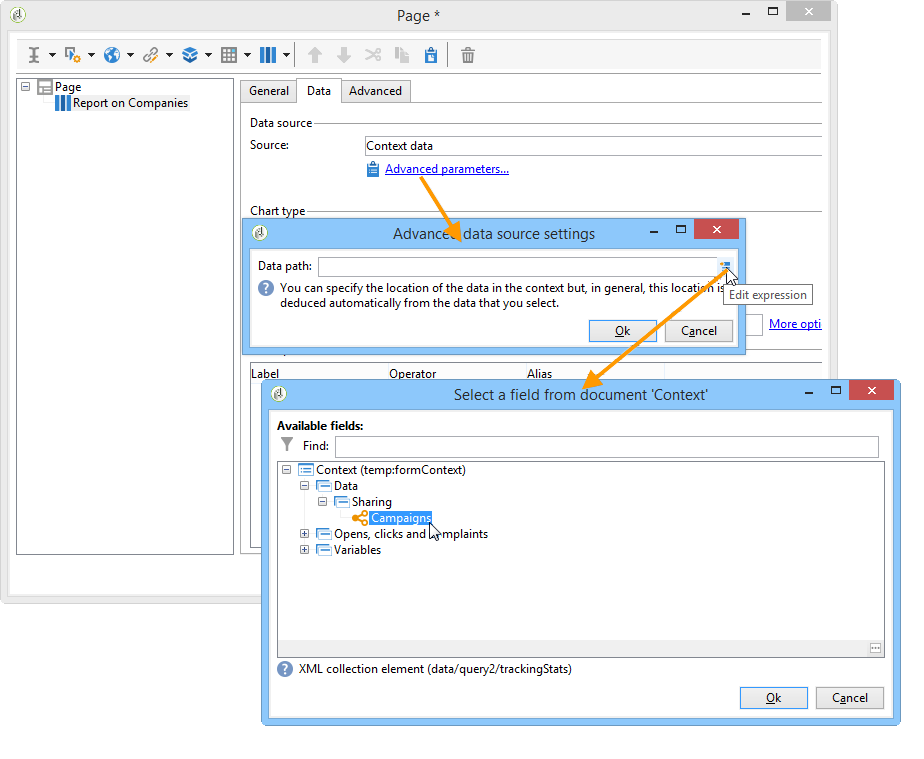 Page *
Page
Report on Companies
General
Data
Advanced
Data source
Source:
Context data
Advanced parameters...
Chart type
Advanced data source settings
Data path:
You can specify the location of the data in the context but, in general, this location is
deduced automatically from the data that you select.
Edit expression
Ok
Cancel
More opti
Label
Operator
Alias
Select a field from document 'Context'
Available fields:
Find:
Context (temp:formContext)
Data
Sharing
Campaigns
Opens, clicks and complaints
Variables
XML collection element (data/query2/trackingStats)
Ok
Cancel